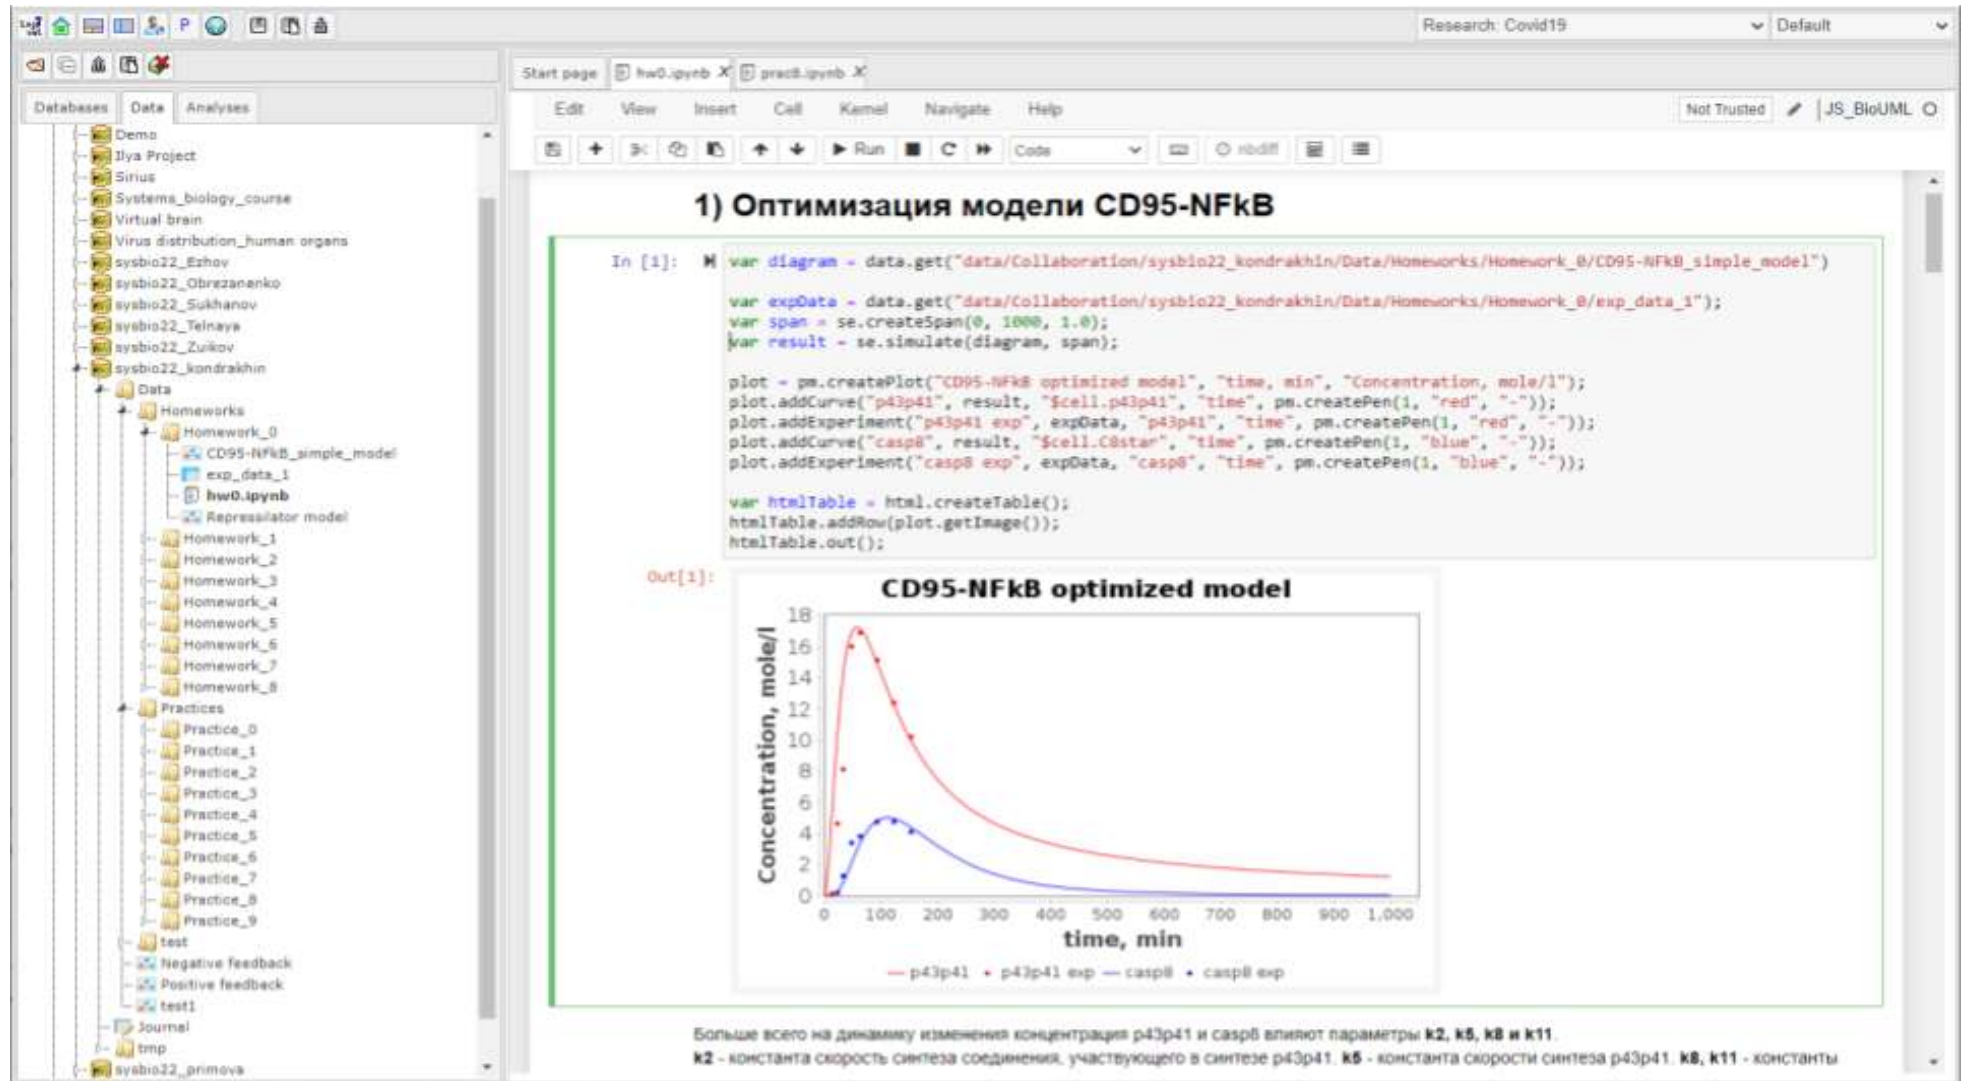 P
Research: Covid19
Default
Databases
Data
Analyses
Demo
Ilya Project
Sirius
Systems_biology_course
Virtual brain
Virus distribution_human organs
sysbio22_Ezhov
sysbio22_Obrezanenko
sysbio22_Sukhanov
sysbio22_Telnaya
sysbio22_Zuikov
sysbio22_kondrakhin
Data
Homeworks
Homework_0
CD95-NFkB_simple_model
exp_data_1
hw0.ipynb
Repressilator model
Homework_1
Homework_2
Homework_3
Homework_4
Homework_5
Homework_6
Homework_7
Homework_8
Practices
Practice_0
Practice_1
Practice_2
Practice_3
Practice_4
Practice_5
Practice_6
Practice_7
Practice_8
Practice_9
test
Negative feedback
Positive feedback
test1
Journal
tmp
sysbio22_primova
Start page
hw0.ipynb X
prac8.ipynb X
Edit View Insert Cell Kernel Navigate Help
Not Trusted
JS_BioUML
Run
Code
nbdiff
1) Оптимизация модели CD95-NFkB
In [1]:
var diagram = data.get("data/Collaboration/sysbio22_kondrakhin/Data/Homeworks/Homework_0/CD95-NFkB_simple_model")
var expData = data.get("data/Collaboration/sysbio22_kondrakhin/Data/Homeworks/Homework_0/exp_data_1");
var span = se.createSpan(0, 1000, 1.0);
var result = se.simulate(diagram, span);
plot = pm.createPlot("CD95-NFkB optimized model", "time, min", "Concentration, mole/l");
plot.addCurve("p43p41", result, "$cell.p43p41", "time", pm.createPen(1, "red", "-"));
plot.addExperiment("p43p41 exp", expData, "p43p41", "time", pm.createPen(1, "red", "-"));
plot.addCurve("casp8", result, "$cell.C8star", "time", pm.createPen(1, "blue", "-"));
plot.addExperiment("casp8 exp", expData, "casp8", "time", pm.createPen(1, "blue", "-"));
var htmlTable = html.createTable();
htmlTable.addRow(plot.getImage());
htmlTable.out();
Out[1]:
CD95-NFkB optimized model
Concentration, mole/l
18
16
14
12
10
8
6
4
2
0
0 100 200 300 400 500 600 700 800 900 1,000
time, min
p43p41 p43p41 exp casp8 casp8 exp
Больше всего на динамику изменения концентрация p43p41 и casp8 влияют параметры k2, k5, k8 и k11.
k2 - константа скорость синтеза соединения, участвующего в синтезе p43p41. k5 - константа скорости синтеза p43p41. k8, k11 - константы